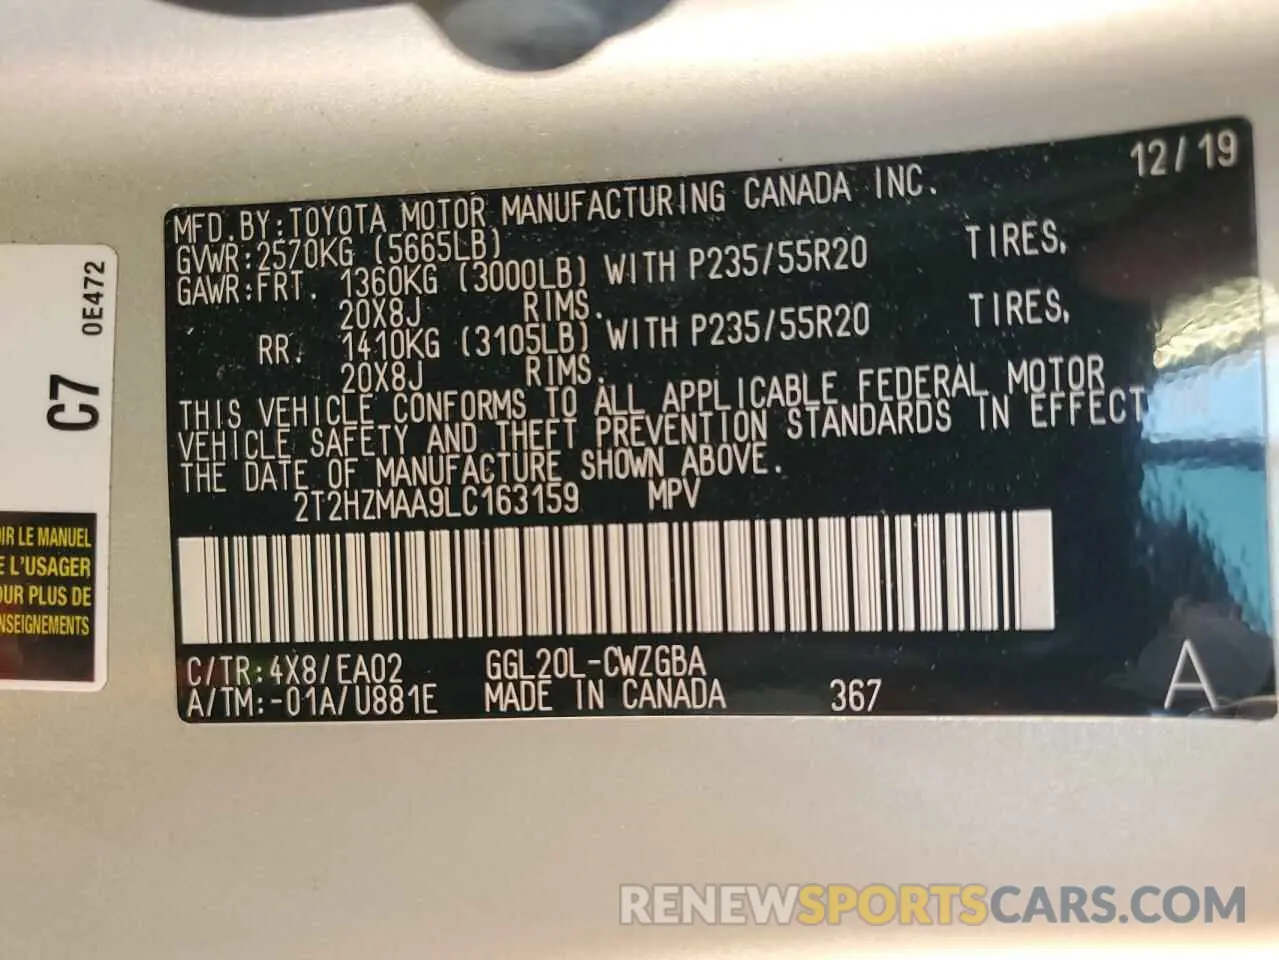 12/19
MFD.BY:TOYOTA MOTOR MANUFACTURING CANADA INC.
GVWR:2570KG (5665LB)
GAWR:FRT. 1360KG (3000LB) WITH P235/55R20 TIRES,
20X8J RIMS.
RR. 1410KG (3105LB) WITH P235/55R20 TIRES,
20X8J RIMS.
THIS VEHICLE CONFORMS TO ALL APPLICABLE FEDERAL MOTOR
VEHICLE SAFETY AND THEFT PREVENTION STANDARDS IN EFFECT ON
THE DATE OF MANUFACTURE SHOWN ABOVE.
2T2HZMAA9LC163159 MPV
C/TR:4X8/EA02 GGL20L-CWZGBA
A/TM:-01A/U881E MADE IN CANADA 367
A
0E472
C7
LE MANUEL
L'USAGER
PLUS DE
RENEWSPORTSCARS.COM